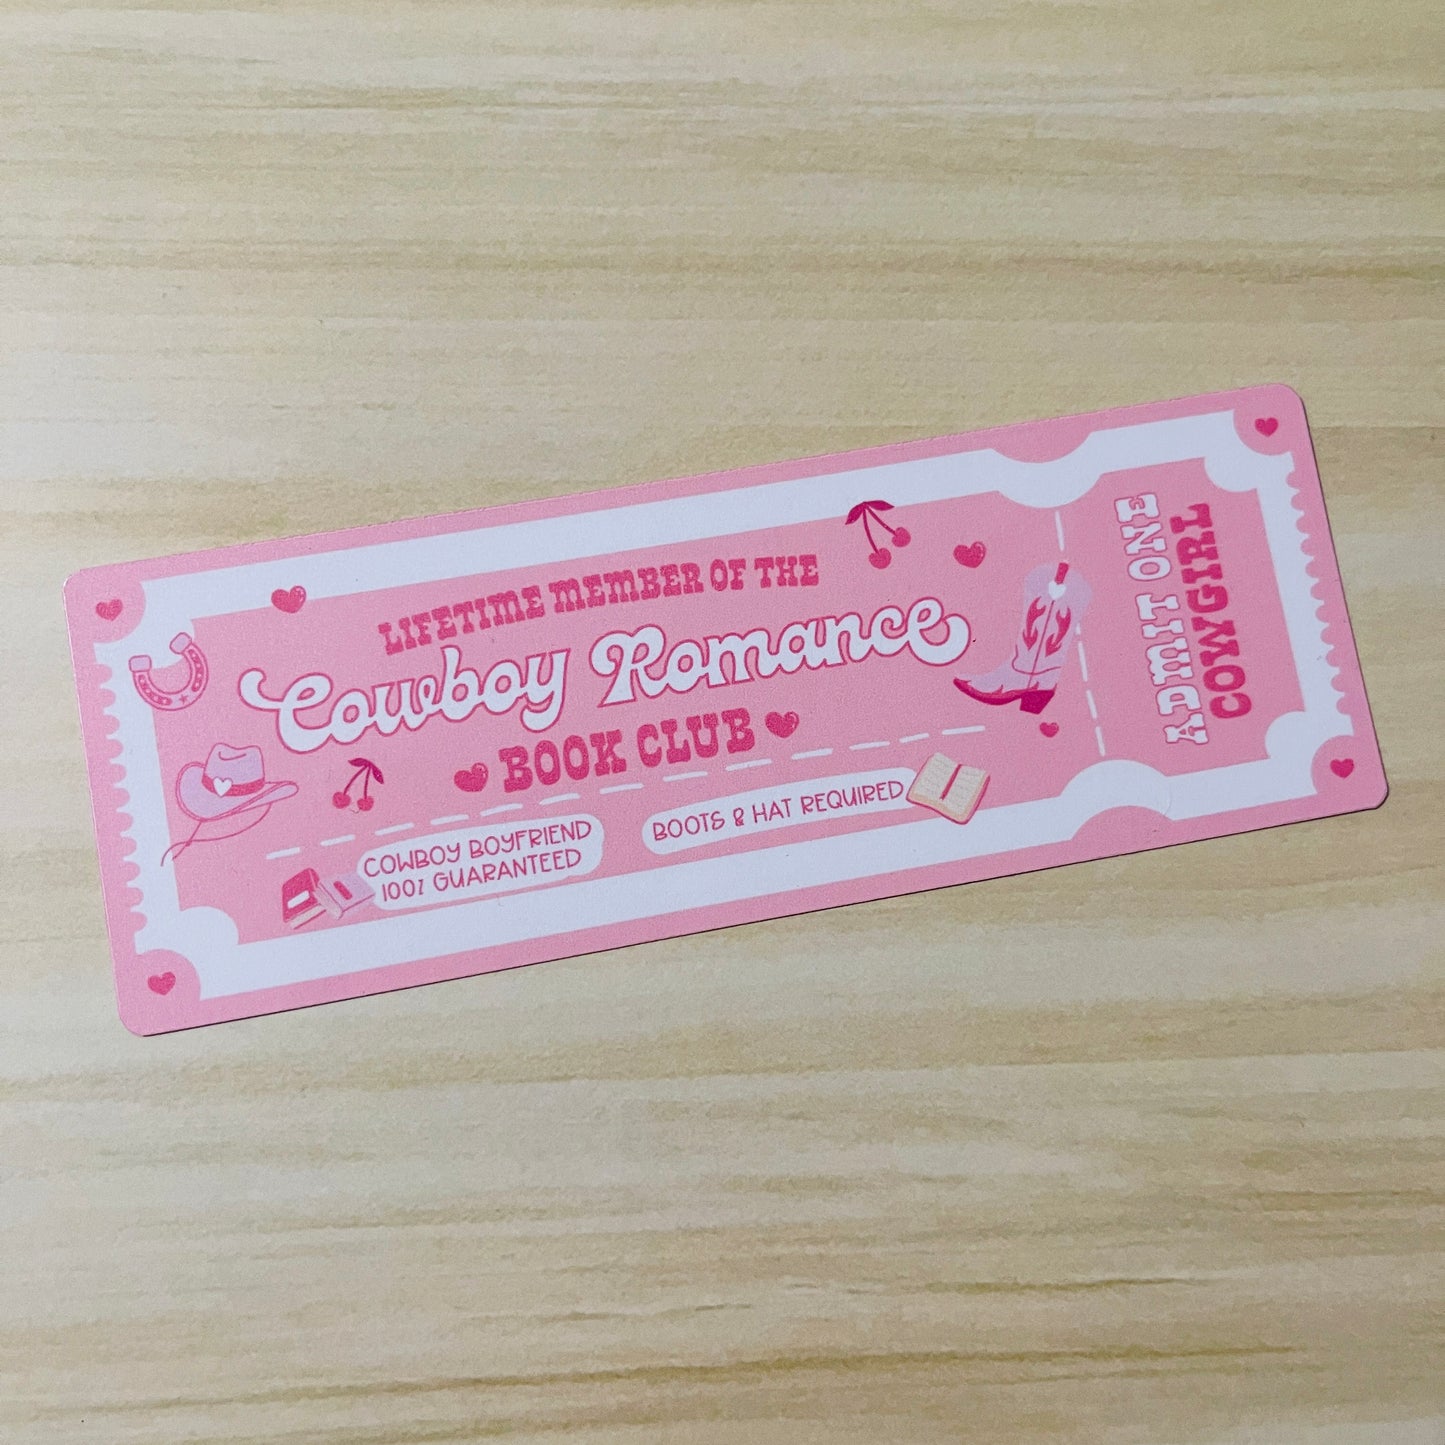 LIFETIME MEMBER OF THE
Cowboy Romance
BOOK CLUB
COWBOY BOYFRIEND
100% GUARANTEED
BOOTS & HAT REQUIRED
ADMIT ONE
COWGIRL